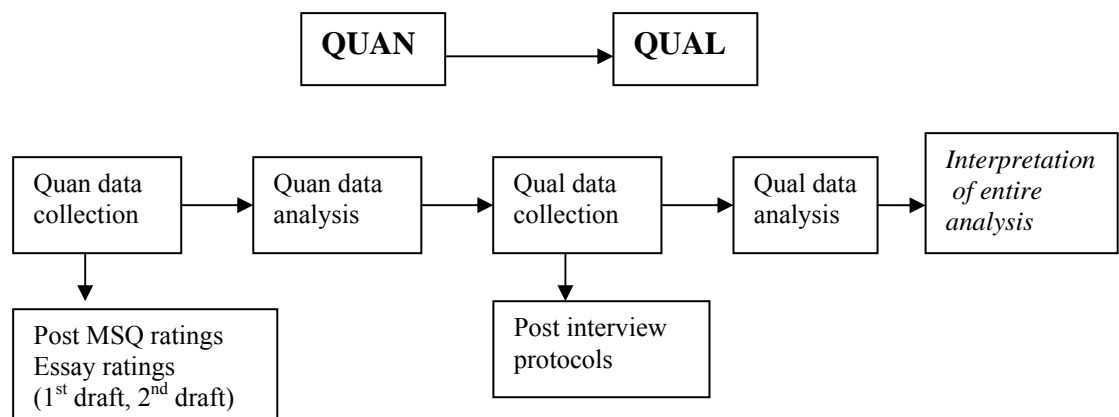 QUAN
QUAL
Quan data
collection
Quan data
analysis
Qual data
collection
Qual data
analysis
Interpretation
of entire
analysis
Post MSQ ratings
Essay ratings
(1st draft, 2nd draft)
Post interview
protocols